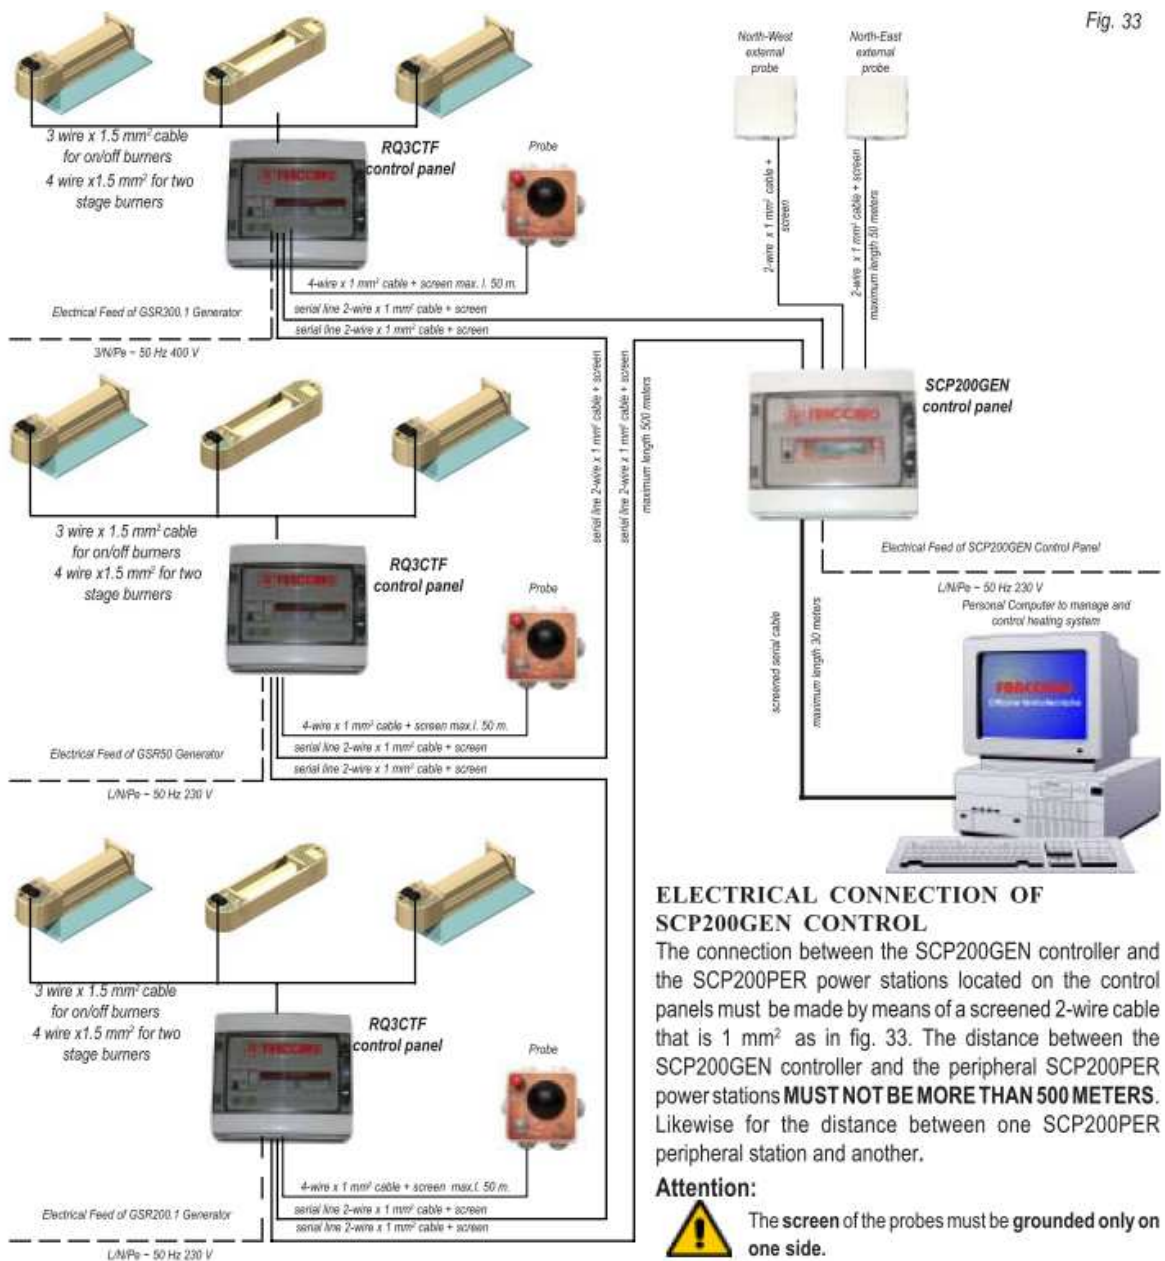 Fig. 33
North-West
external
probe
North-East
external
probe
3 wire x 1.5 mm² cable
for on/off burners
4 wire x1.5 mm² for two
stage burners
RQ3CTF
control panel
FRACCARO
Probe
4-wire x 1 mm² cable + screen max. l. 50 m.
Electrical Feed of GSR300.1 Generator
serial line 2-wire x 1 mm² cable + screen
serial line 2-wire x 1 mm² cable + screen
3/N/Pe ~ 50 Hz 400 V
2-wire x 1 mm² cable +
screen
2-wire x 1 mm² cable + screen
maximum length 50 meters
serial line 2-wire x 1 mm² cable + screen
serial line 2-wire x 1 mm² cable + screen
maximum length 500 meters
SCP200GEN
control panel
FRACCARO
3 wire x 1.5 mm² cable
for on/off burners
4 wire x1.5 mm² for two
stage burners
RQ3CTF
control panel
FRACCARO
Probe
4-wire x 1 mm² cable + screen max.l. 50 m.
Electrical Feed of GSR50 Generator
serial line 2-wire x 1 mm² cable + screen
serial line 2-wire x 1 mm² cable + screen
L/N/Pe ~ 50 Hz 230 V
Electrical Feed of SCP200GEN Control Panel
L/N/Pe ~ 50 Hz 230 V
screened serial cable
maximum length 30 meters
Personal Computer to manage and
control heating system
FRACCARO
Officine termotecniche
3 wire x 1.5 mm² cable
for on/off burners
4 wire x1.5 mm² for two
stage burners
RQ3CTF
control panel
FRACCARO
Probe
4-wire x 1 mm² cable + screen max.l. 50 m.
Electrical Feed of GSR200.1 Generator
serial line 2-wire x 1 mm² cable + screen
serial line 2-wire x 1 mm² cable + screen
L/N/Pe ~ 50 Hz 230 V
ELECTRICAL CONNECTION OF
SCP200GEN CONTROL
The connection between the SCP200GEN controller and
the SCP200PER power stations located on the control
panels must be made by means of a screened 2-wire cable
that is 1 mm² as in fig. 33. The distance between the
SCP200GEN controller and the peripheral SCP200PER
power stations MUST NOT BE MORE THAN 500 METERS.
Likewise for the distance between one SCP200PER
peripheral station and another.
Attention:
The screen of the probes must be grounded only on
one side.